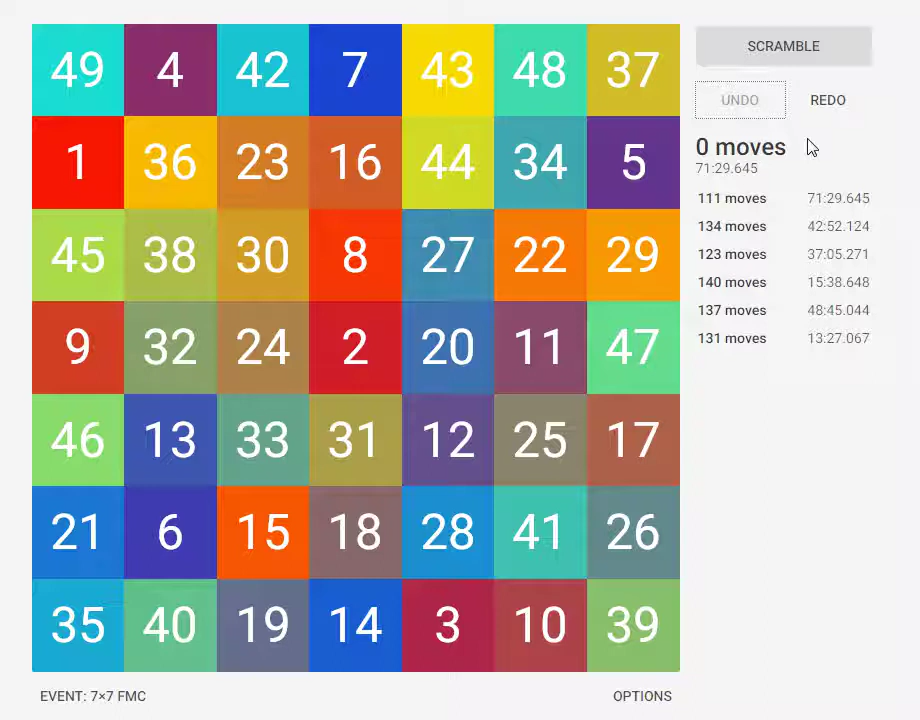 49 4 42 7 43 48 37
1 36 23 16 44 34 5
45 38 30 8 27 22 29
9 32 24 2 20 11 47
46 13 33 31 12 25 17
21 6 15 18 28 41 26
35 40 19 14 3 10 39
EVENT: 7×7 FMC
OPTIONS
SCRAMBLE
UNDO REDO
0 moves
71:29.645
111 moves 71:29.645
134 moves 42:52.124
123 moves 37:05.271
140 moves 15:38.648
137 moves 48:45.044
131 moves 13:27.067